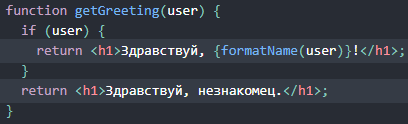 function getGreeting(user) {
  if (user) {
    return <h1>Здравствуй, {formatName(user)}!</h1>;
  }
  return <h1>Здравствуй, незнакомец.</h1>;
}